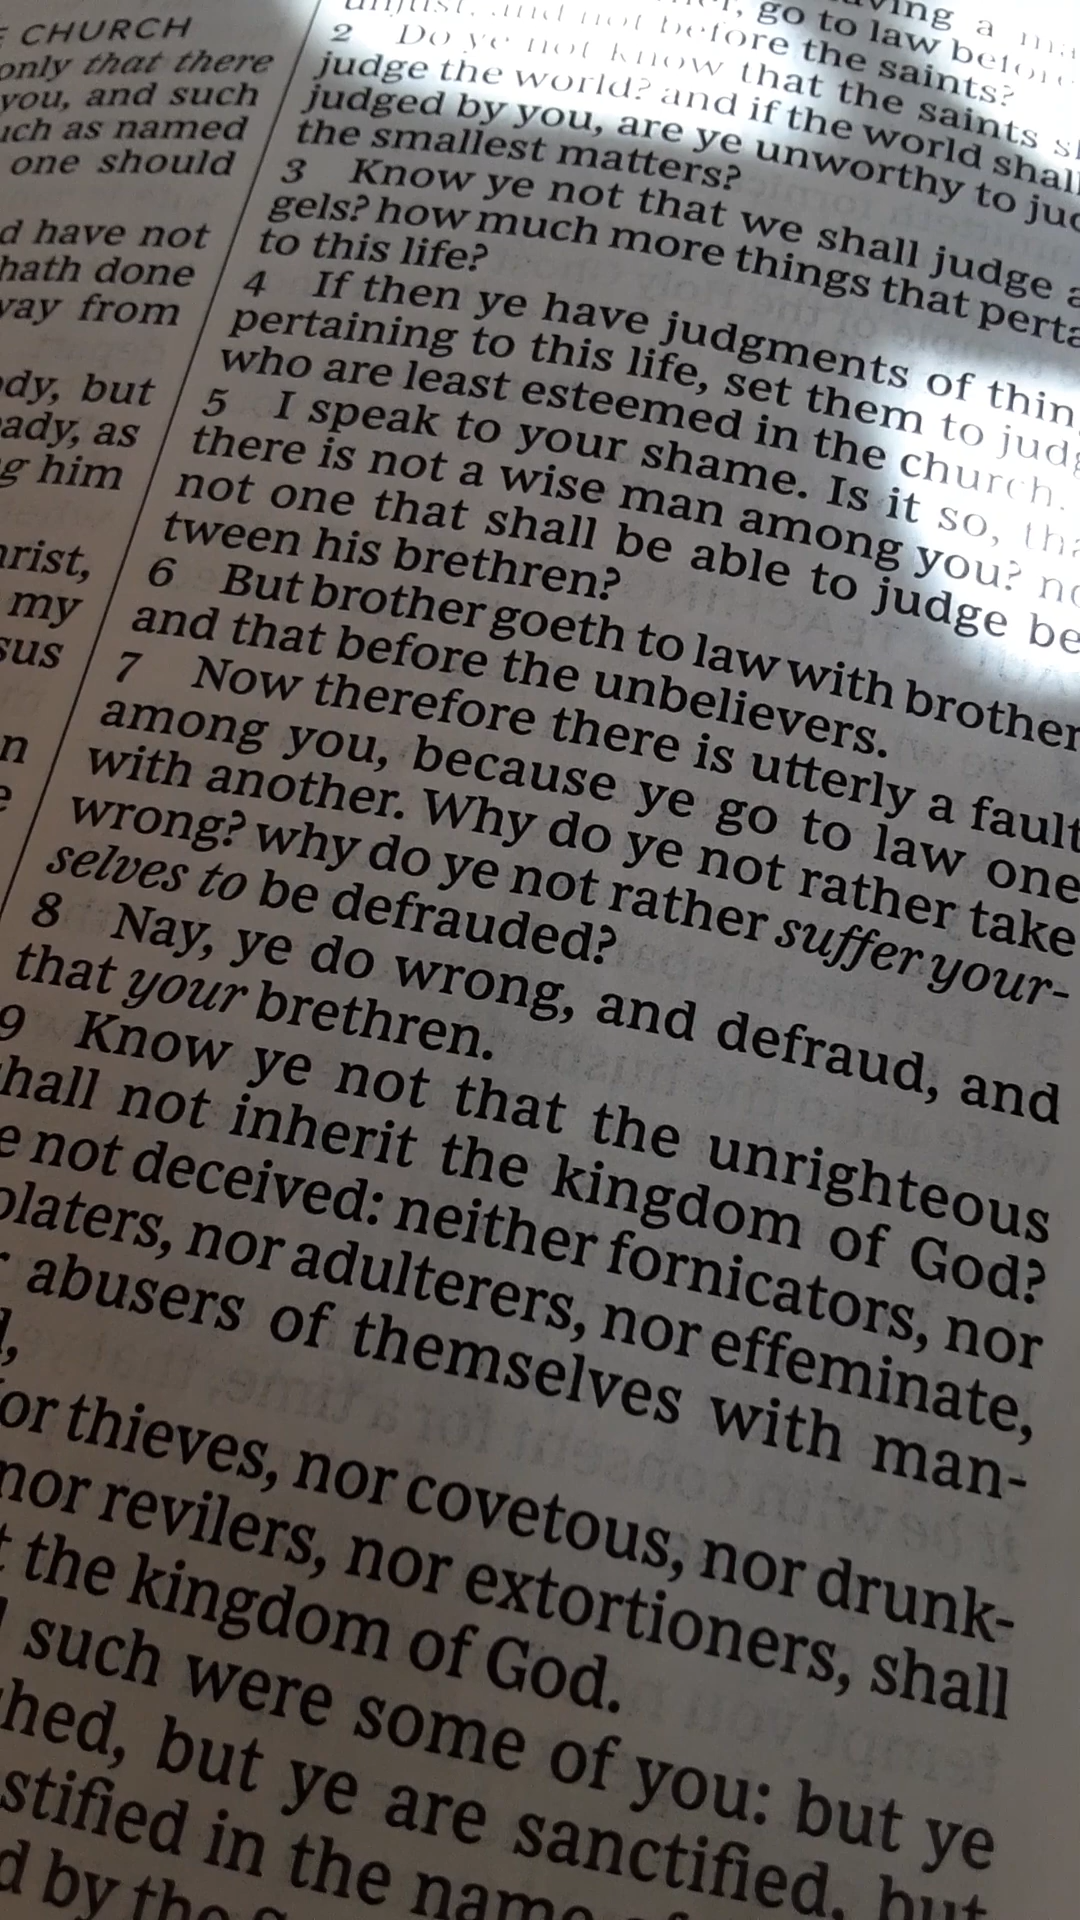 CHURCH
only that there
you, and such
such as named
one should
have not
hath done
way from
but
as
him
my
go to law before
and not before the saints?
2 Do ye not know that the saints
judge the world? and if the world shall
judged by you, are ye unworthy to
the smallest matters?
3 Know ye not that we shall judge
gels? how much more things that
to this life?
4 If then ye have judgments of
pertaining to this life, set them to
who are least esteemed in the church.
5 I speak to your shame. Is it so,
there is not a wise man among you?
not one that shall be able to judge be
tween his brethren?
6 But brother goeth to law with brother
and that before the unbelievers.
7 Now therefore there is utterly a fault
among you, because ye go to law one
with another. Why do ye not rather take
wrong? why do ye not rather suffer your-
selves to be defrauded?
8 Nay, ye do wrong, and defraud, and
that your brethren.
9 Know ye not that the unrighteous
hall not inherit the kingdom of God?
e not deceived: neither fornicators, nor
olaters, nor adulterers, nor effeminate,
abusers of themselves with man-
or thieves, nor covetous, nor drunk-
nor revilers, nor extortioners, shall
the kingdom of God.
such were some of you: but ye
hed, but ye are sanctified, but
stified in the name
d by the